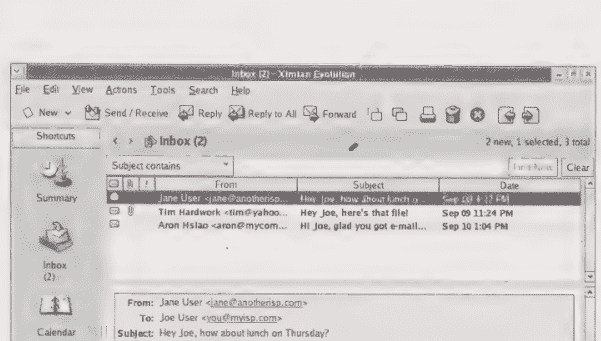 Inbox (2) - Ximian Evolution
File Edit View Actions Tools Search Help
New Send / Receive Reply Reply to All Forward
Shortcuts
Inbox (2)
2 new, 1 selected, 3 total
Subject contains
Find Now Clear
! From Subject Date
Jane User <jane@anotherisp... Hey Joe, how about lunch o...
Tim Hardwork <tim@yahoo... Hey Joe, here's that file! Sep 09 11:24 PM
Aron Hsiao <aron@mycom... Hi Joe, glad you got e-mail... Sep 10 1:04 PM
Summary
Inbox
(2)
Calendar
From: Jane User <jane@anotherisp.com>
To: Joe User <you@myisp.com>
Subject: Hey Joe, how about lunch on Thursday?